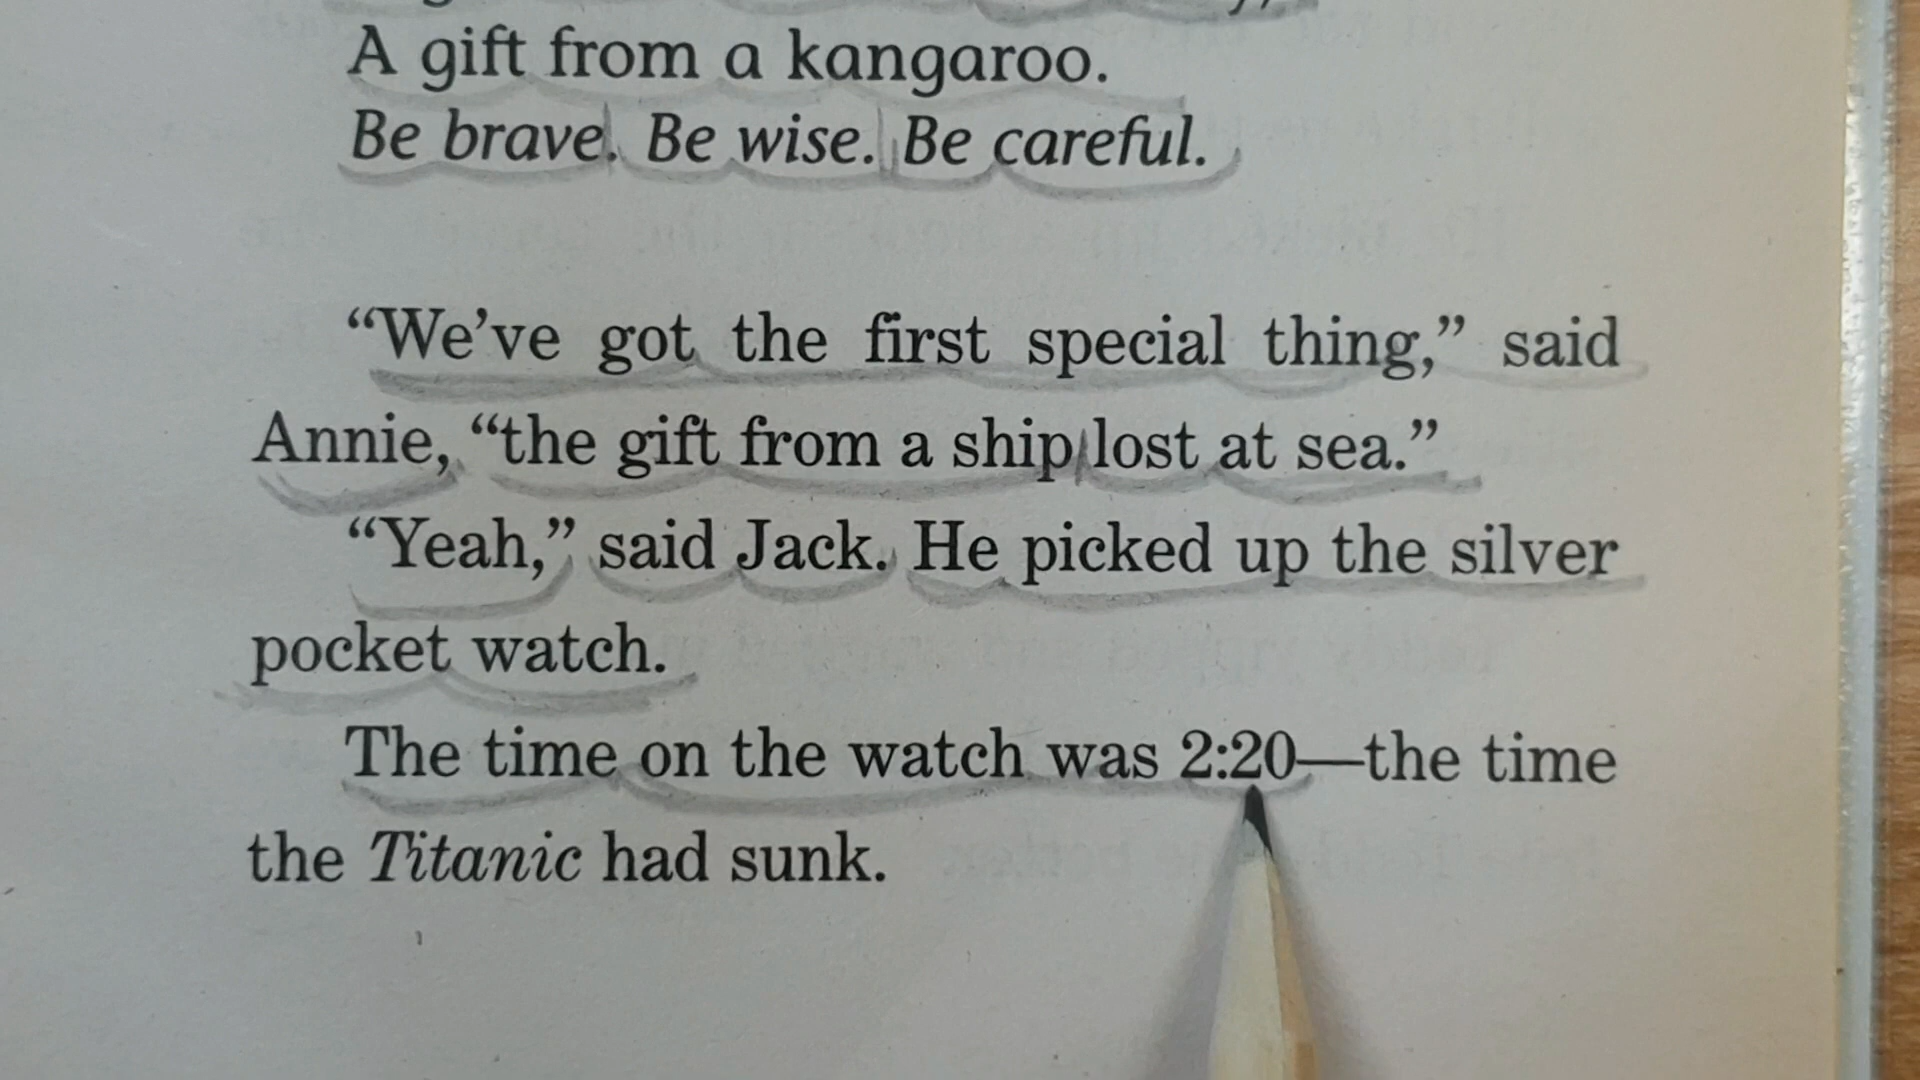 A gift from a kangaroo.
Be brave. Be wise. Be careful.
“We’ve got the first special thing,” said
Annie, “the gift from a ship lost at sea.”
“Yeah,” said Jack. He picked up the silver
pocket watch.
The time on the watch was 2:20—the time
the Titanic had sunk.